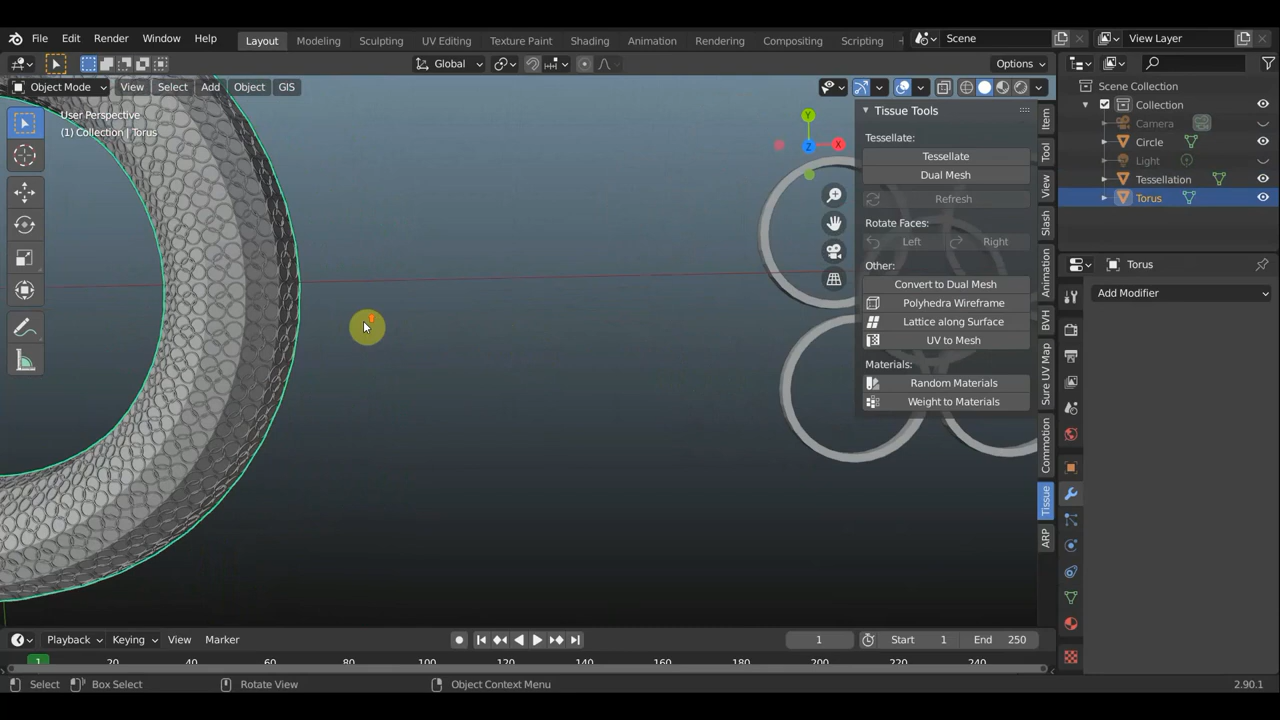 File Edit Render Window Help Layout Modeling Sculpting UV Editing Texture Paint Shading Animation Rendering Compositing Scripting + Scene View Layer
Global Options
Object Mode View Select Add Object GIS
User Perspective
(1) Collection | Torus
Y
X
Z
Tissue Tools
Tessellate:
Tessellate
Dual Mesh
Refresh
Rotate Faces:
Left Right
Other:
Convert to Dual Mesh
Polyhedra Wireframe
Lattice along Surface
UV to Mesh
Materials:
Random Materials
Weight to Materials
Item
Tool
View
Slash
Animation
BVH
Sure UV Map
Commotion
Tissue
ARP
Scene Collection
Collection
Camera
Circle
Light
Tessellation
Torus
Torus
Add Modifier
Playback Keying View Marker 1 Start 1 End 250
1 20 40 60 80 100 120 140 160 180 200 220 240
Select Box Select Rotate View Object Context Menu 2.90.1